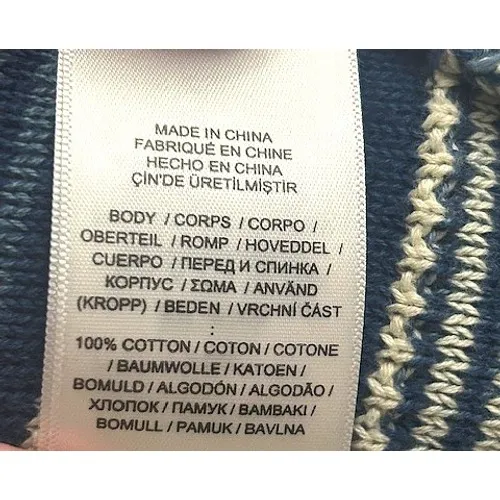 MADE IN CHINA
FABRIQUÉ EN CHINE
HECHO EN CHINA
ÇİN'DE ÜRETİLMİŞTİR
BODY / CORPS / CORPO /
OBERTEIL / ROMP / HOVEDDEL /
CUERPO / ПЕРЕД И СПИНКА /
КОРПУС / ΣΩΜΑ / ANVÄND
(KROPP) / BEDEN / VRCHNÍ ČÁST
:
100% COTTON / COTON / COTONE
/ BAUMWOLLE / KATOEN /
BOMULD / ALGODÓN / ALGODÃO /
ХЛОПОК / ПАМУК / ΒΑΜΒΑΚΙ /
BOMULL / PAMUK / BAVLNA